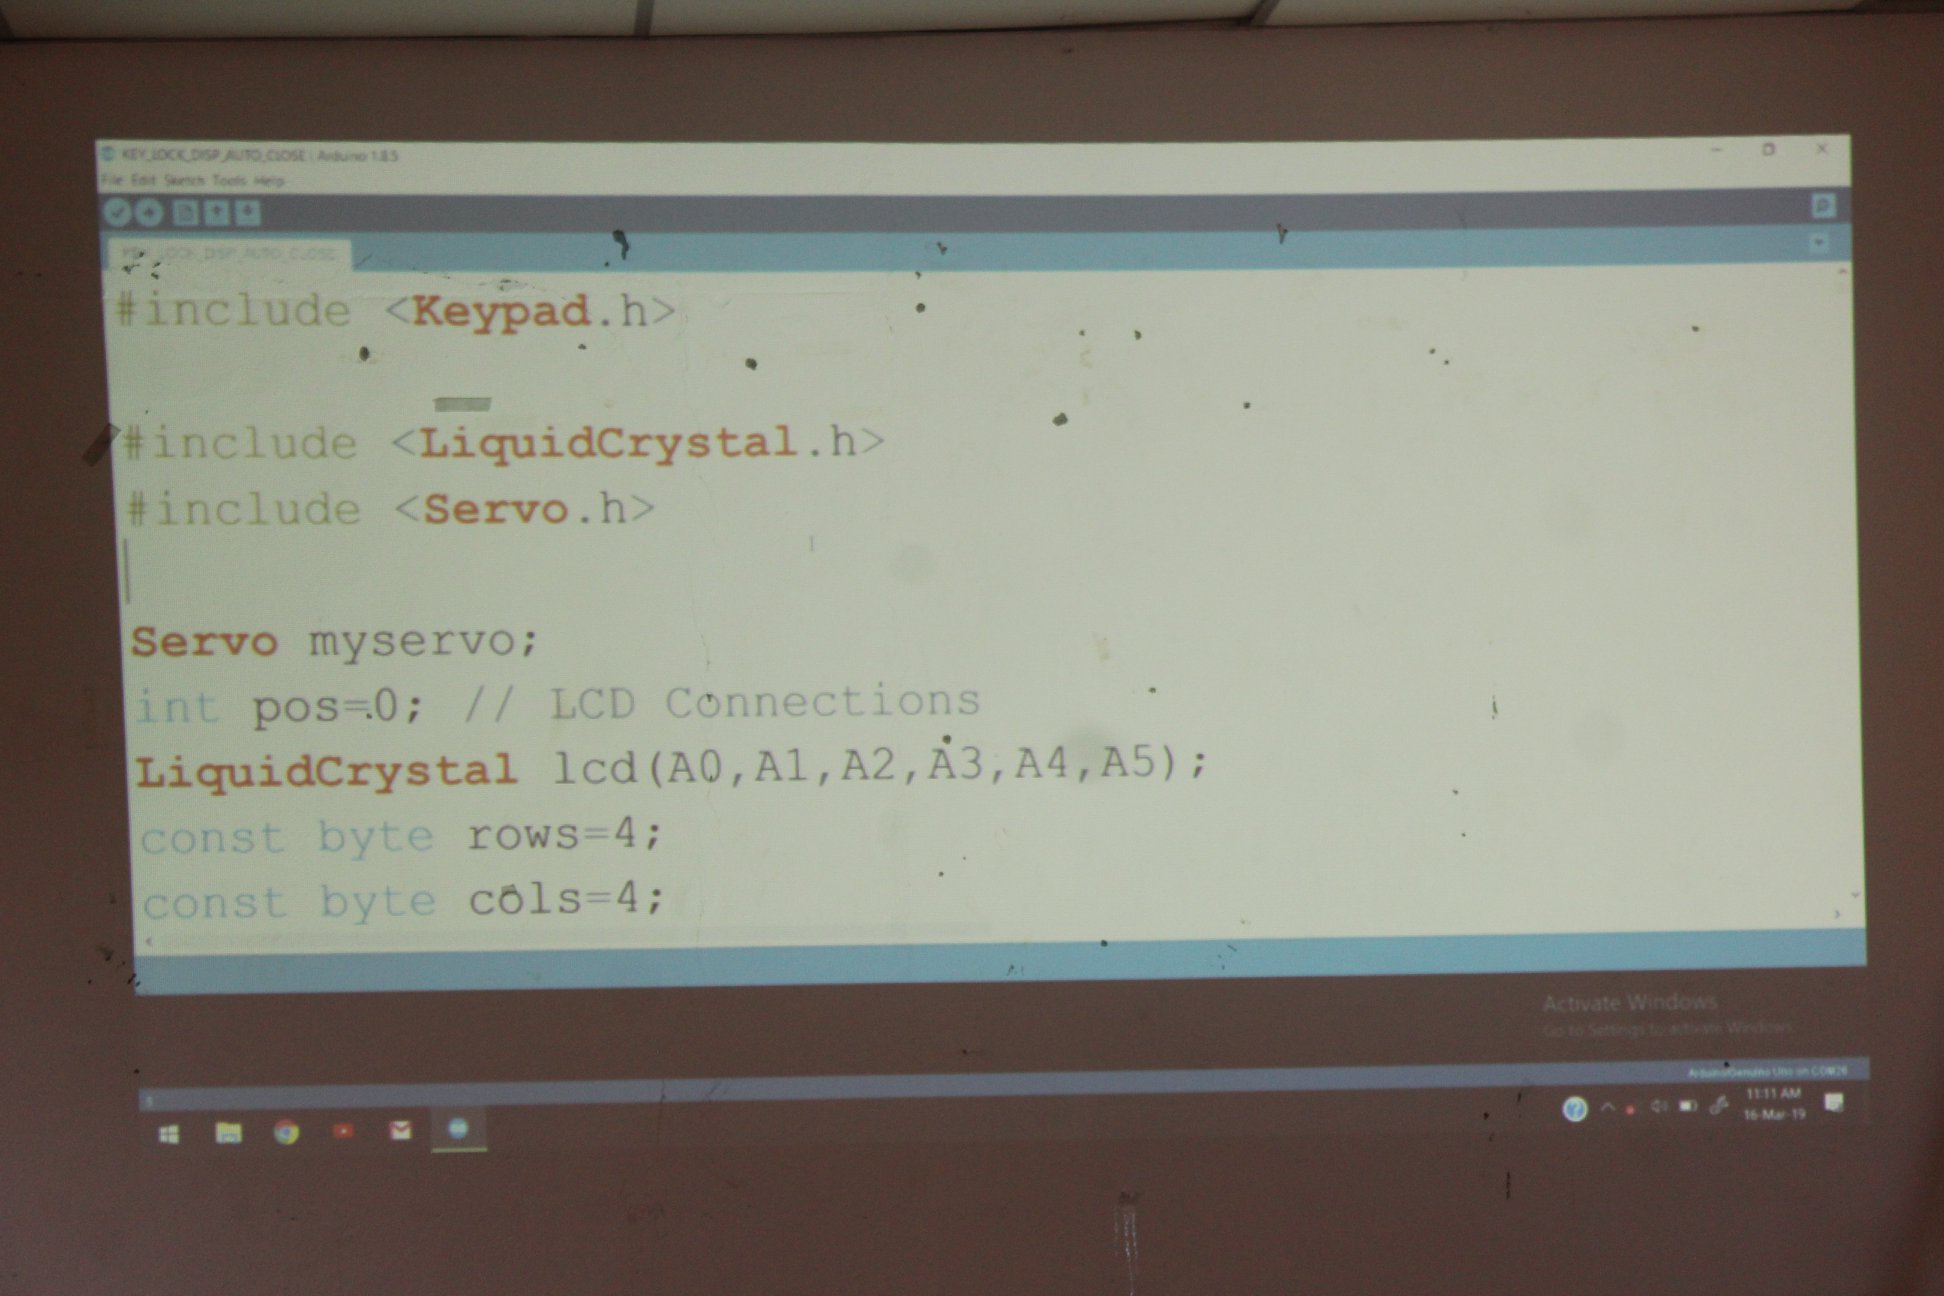 KEY_LOCK_DISP_AUTO_CLOSE | Arduino 1.8.5
File Edit Sketch Tools Help
KEY_LOCK_DISP_AUTO_CLOSE
#include <Keypad.h>
#include <LiquidCrystal.h>
#include <Servo.h>
Servo myservo;
int pos=0; // LCD Connections
LiquidCrystal lcd(A0,A1,A2,A3,A4,A5);
const byte rows=4;
const byte cols=4;
Activate Windows
Go to Settings to activate Windows.
Arduino/Genuino Uno on COM26
11:11 AM
16-Mar-19